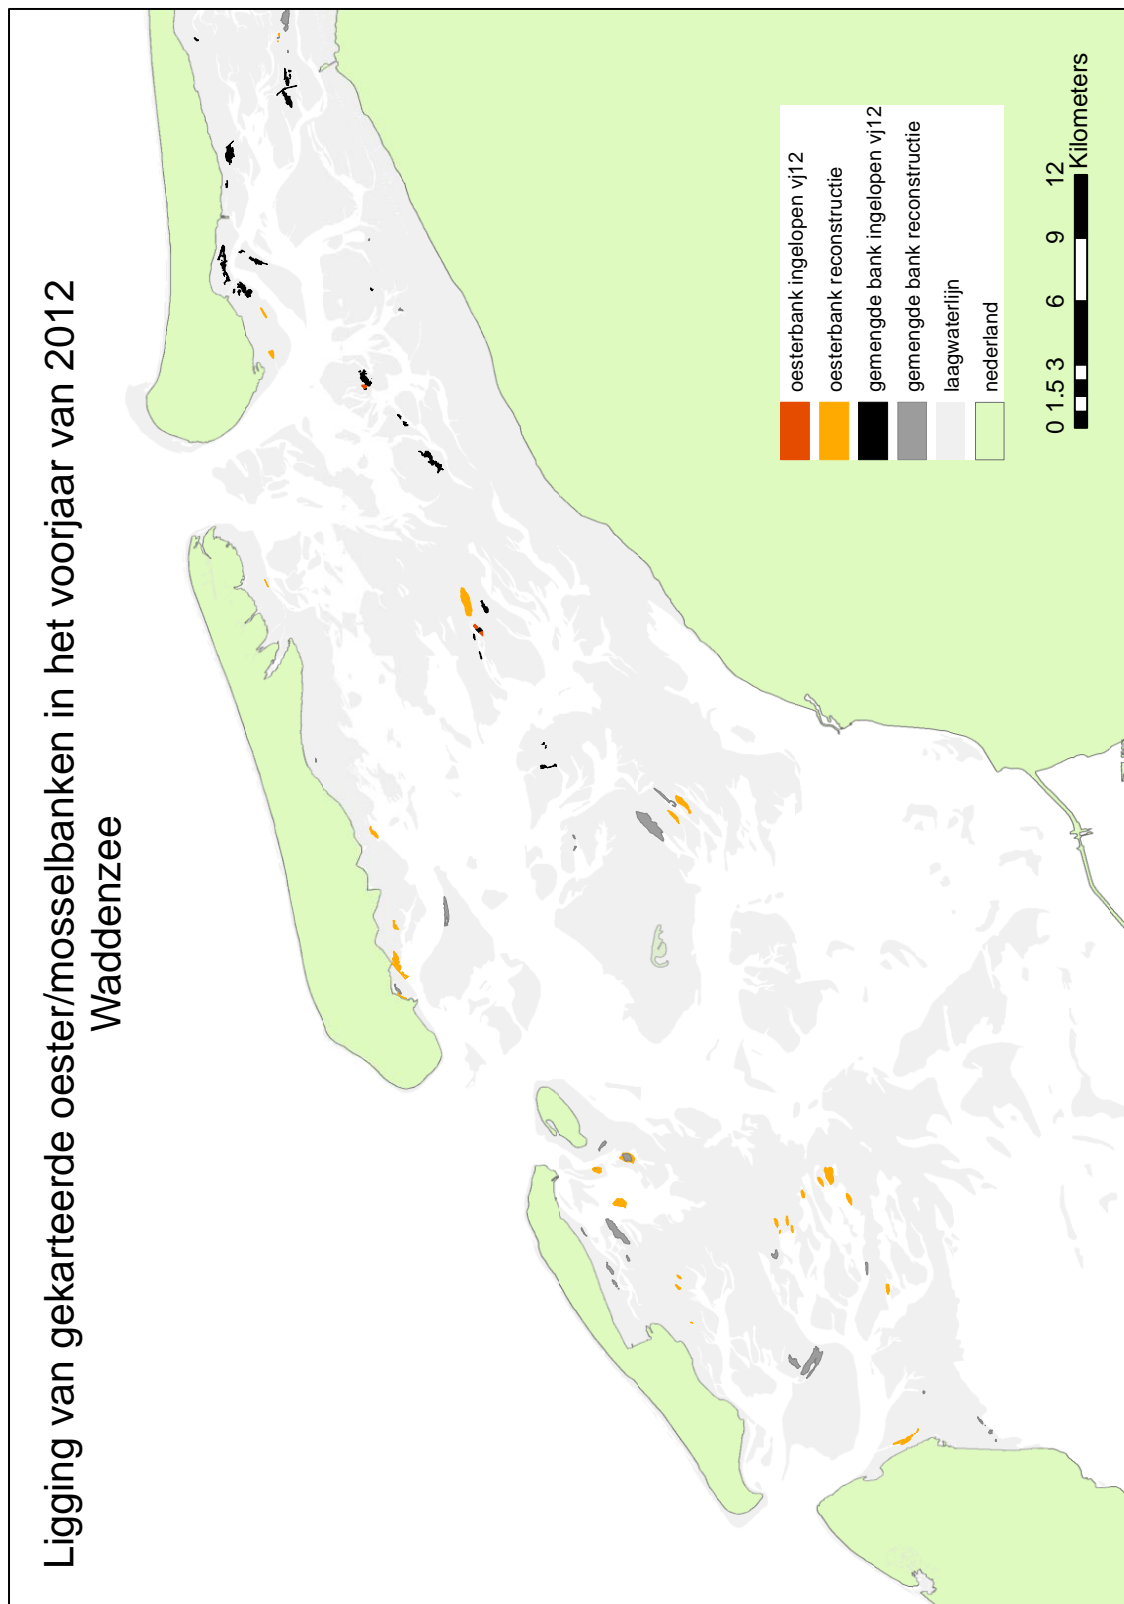 Ligging van gekarteerde oester/mosselbanken in het voorjaar van 2012
Waddenzee
oesterbank ingelopen vj12
oesterbank reconstructie
gemengde bank ingelopen vj12
gemengde bank reconstructie
laagwaterlijn
nederland
0 1.5 3 6 9 12
Kilometers